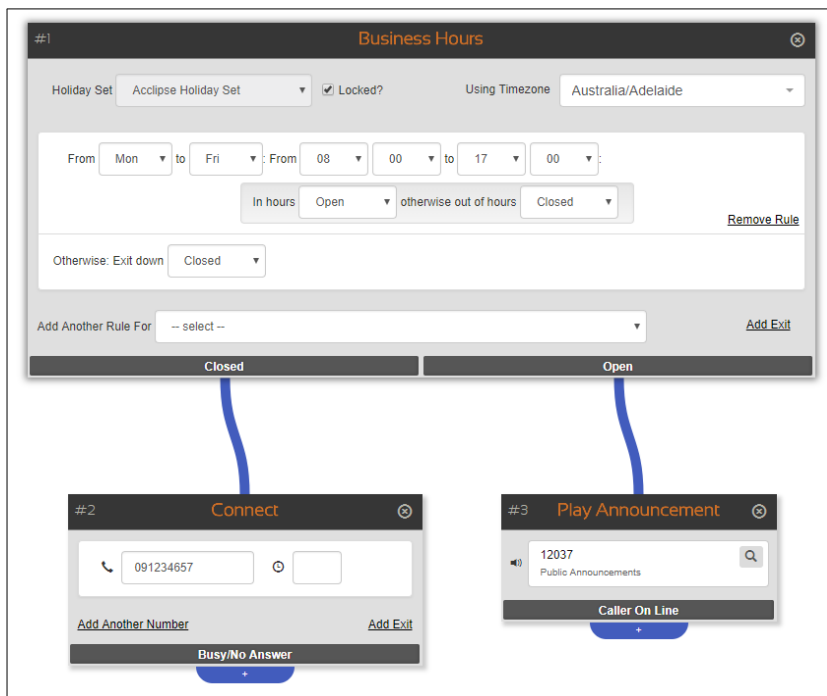 #1 Business Hours
Holiday Set Acclipse Holiday Set Locked? Using Timezone Australia/Adelaide
From Mon to Fri : From 08 00 to 17 00 :
In hours Open otherwise out of hours Closed
Remove Rule
Otherwise: Exit down Closed
Add Another Rule For -- select -- Add Exit
Closed Open
#2 Connect
091234657
Add Another Number Add Exit
Busy/No Answer
+
#3 Play Announcement
12037
Public Announcements
Caller On Line
+